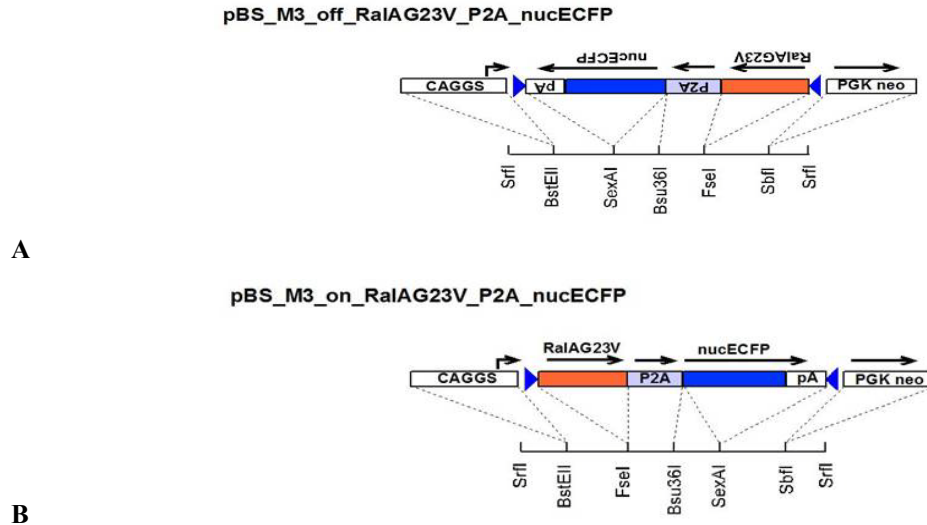 pBS_M3_off_RalAG23V_P2A_nucECFP
nucECFP RalAG23V
CAGGS pA P2A PGK neo
SrfI BstEII SexAI Bsu36I FseI SbfI SrfI
A
pBS_M3_on_RalAG23V_P2A_nucECFP
RalAG23V nucECFP
CAGGS P2A pA PGK neo
SrfI BstEII FseI Bsu36I SexAI SbfI SrfI
B